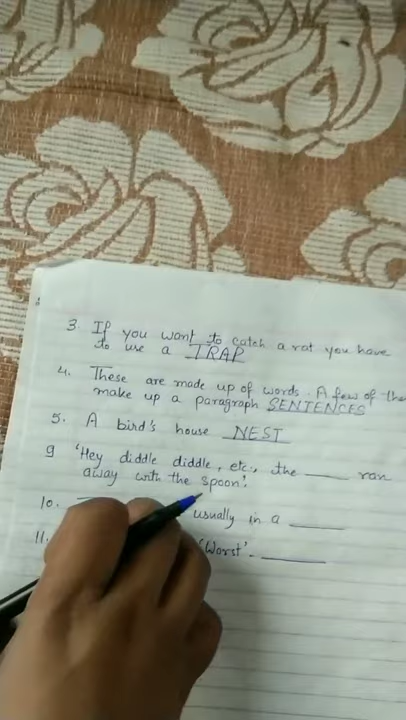 3. If you want to catch a rat you have
to use a TRAP
4. These are made up of words. A few of
make up a paragraph SENTENCES
5. A bird's house NEST
9 'Hey diddle diddle, etc., the ____ ran
away with the spoon'.
10. usually in a ____
11. 'Worst'. ____